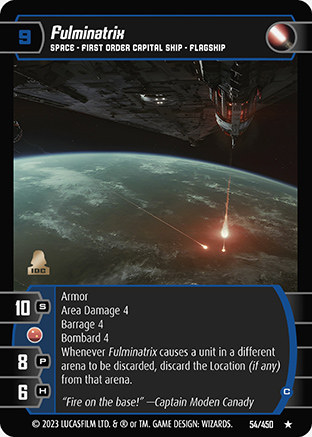 9
Fulminatrix
SPACE - FIRST ORDER CAPITAL SHIP - FLAGSHIP
IDC
10 S
8 P
6 H
Armor
Area Damage 4
Barrage 4
Bombard 4
Whenever Fulminatrix causes a unit in a different
arena to be discarded, discard the Location (if any)
from that arena.
“Fire on the base!” —Captain Moden Canady
C
© 2023 LUCASFILM LTD. & ® or TM. GAME DESIGN: WIZARDS. 54/450 ★